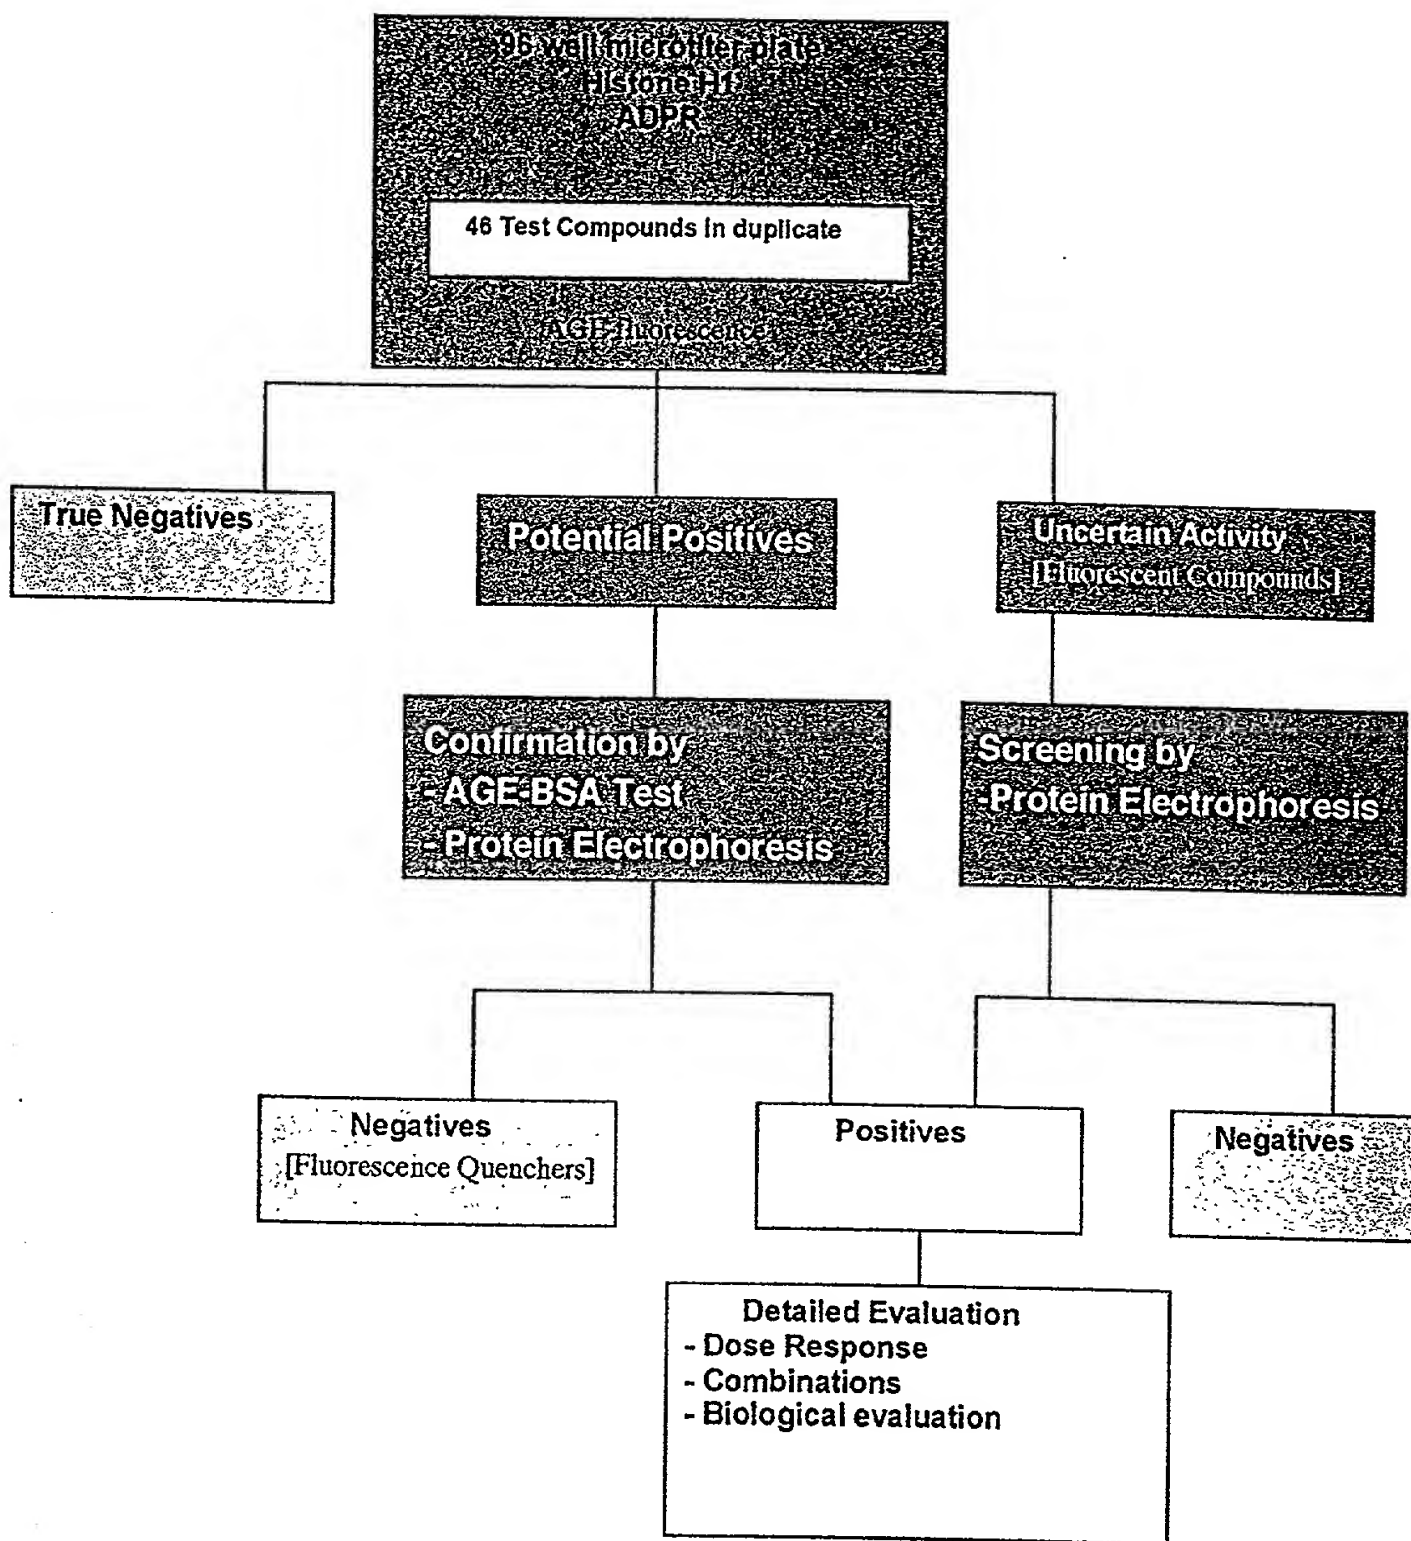 96 well microtiter plate
Histone H1
ADPR
46 Test Compounds in duplicate
AGE fluorescence
True Negatives
Potential Positives
Uncertain Activity
[Fluorescent Compounds]
Confirmation by
- AGE-BSA Test
- Protein Electrophoresis
Screening by
-Protein Electrophoresis
Negatives
[Fluorescence Quenchers]
Positives
Negatives
Detailed Evaluation
- Dose Response
- Combinations
- Biological evaluation